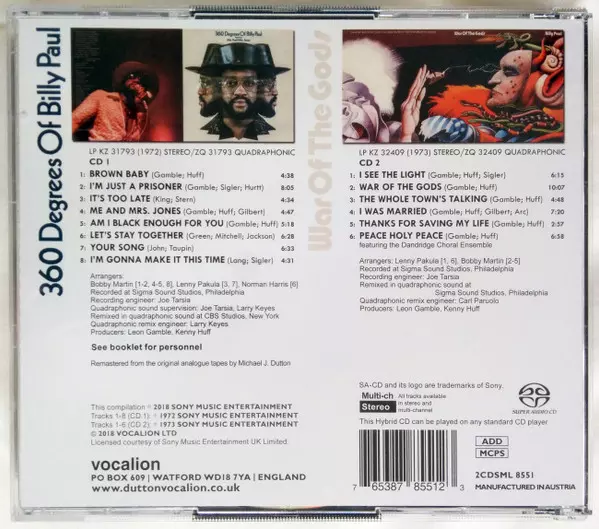 360 Degrees Of Billy Paul
War Of The Gods
360 DEGREES OF BILLY PAUL
War Of The Gods
Billy Paul
LP KZ 31793 (1972) STEREO/ZQ 31793 QUADRAPHONIC
CD 1
1: BROWN BABY (Gamble; Huff) 4:38
2: I'M JUST A PRISONER (Gamble; Sigler; Hurtt) 8:05
3: IT'S TOO LATE (King; Stern) 4:34
4: ME AND MRS. JONES (Gamble; Huff; Gilbert) 4:47
5: AM I BLACK ENOUGH FOR YOU (Gamble; Huff) 5:11
6: LET'S STAY TOGETHER (Green; Mitchell; Jackson) 6:28
7: YOUR SONG (John; Taupin) 6:33
8: I'M GONNA MAKE IT THIS TIME (Lang; Sigler) 4:31
Arrangers:
Bobby Martin [1-2, 4-5, 8], Lenny Pakula [3, 7], Norman Harris [6]
Recorded at Sigma Sound Studios, Philadelphia
Recording engineer: Joe Tarsia
Quadraphonic sound supervision: Joe Tarsia, Larry Keyes
Remixed in quadraphonic sound at CBS Studios, New York
Quadraphonic remix engineer: Larry Keyes
Producers: Leon Gamble, Kenny Huff
See booklet for personnel
Remastered from the original analogue tapes by Michael J. Dutton
LP KZ 32409 (1973) STEREO/ZQ 32409 QUADRAPHONIC
CD 2
1: I SEE THE LIGHT (Gamble; Huff; Sigler) 6:15
2: WAR OF THE GODS (Gamble; Huff) 10:07
3: THE WHOLE TOWN'S TALKING (Gamble; Huff) 4:48
4: I WAS MARRIED (Gamble; Huff; Gilbert; Arc) 7:20
5: THANKS FOR SAVING MY LIFE (Gamble; Huff) 2:57
6: PEACE HOLY PEACE (Gamble; Huff) 6:58
featuring the Dandridge Choral Ensemble
Arrangers: Lenny Pakula [1, 6], Bobby Martin [2-5]
Recorded at Sigma Sound Studios, Philadelphia
Recording engineer: Joe Tarsia
Remixed in quadraphonic sound at
Sigma Sound Studios, Philadelphia
Quadraphonic remix engineer: Carl Paruolo
Producers: Leon Gamble, Kenny Huff
This compilation ℗ 2018 SONY MUSIC ENTERTAINMENT
Tracks 1-8 (CD 1): ℗ 1972 SONY MUSIC ENTERTAINMENT
Tracks 1-6 (CD 2): ℗ 1973 SONY MUSIC ENTERTAINMENT
© 2018 VOCALION LTD
Licensed courtesy of Sony Music Entertainment UK Limited.
vocalion
PO BOX 609 | WATFORD WD18 7YA | ENGLAND
www.duttonvocalion.co.uk
SA-CD and its logo are trademarks of Sony.
Multi-ch
Stereo
All tracks available
in stereo and
multi-channel
SUPER AUDIO CD
This Hybrid CD can be played on any standard CD player
7 65387 85512 3
ADD
MCPS
2CDSML 8551
MANUFACTURED IN AUSTRIA